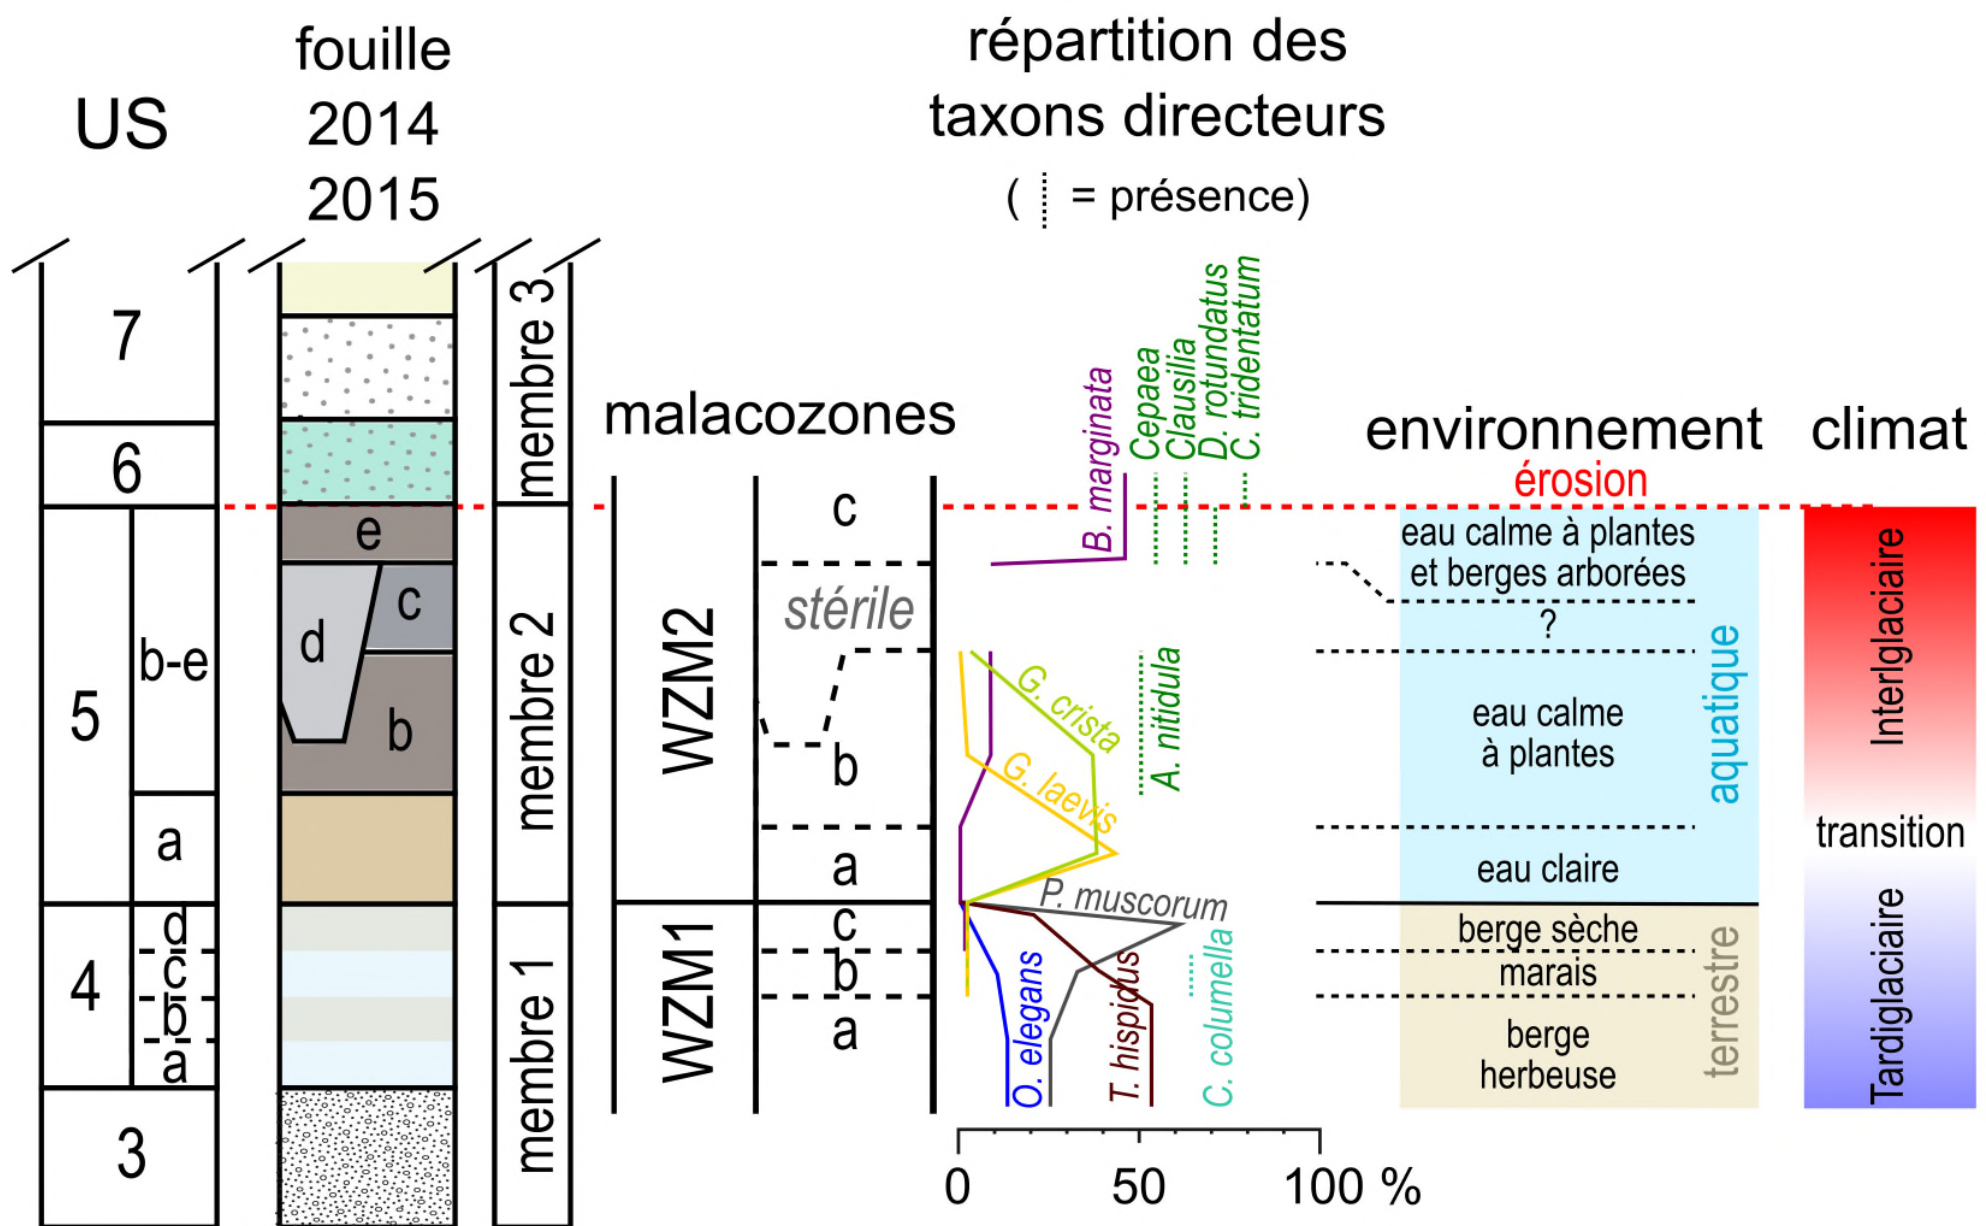 US
fouille
2014
2015
répartition des
taxons directeurs
( = présence)
malacozones
environnement
climat
7
6
5
b-e
a
4
d
c
b
a
3
e
d
c
b
membre 3
membre 2
membre 1
WZM2
WZM1
c
stérile
b
a
c
b
a
B. marginata
Cepaea
Clausilia
D. rotundatus
C. tridentatum
G. crista
G. laevis
A. nitidula
P. muscorum
O. elegans
T. hispidus
C. columella
0
50
100 %
érosion
eau calme à plantes
et berges arborées
?
eau calme
à plantes
eau claire
aquatique
berge sèche
marais
berge
herbeuse
terrestre
Interlglaciaire
transition
Tardiglaciaire